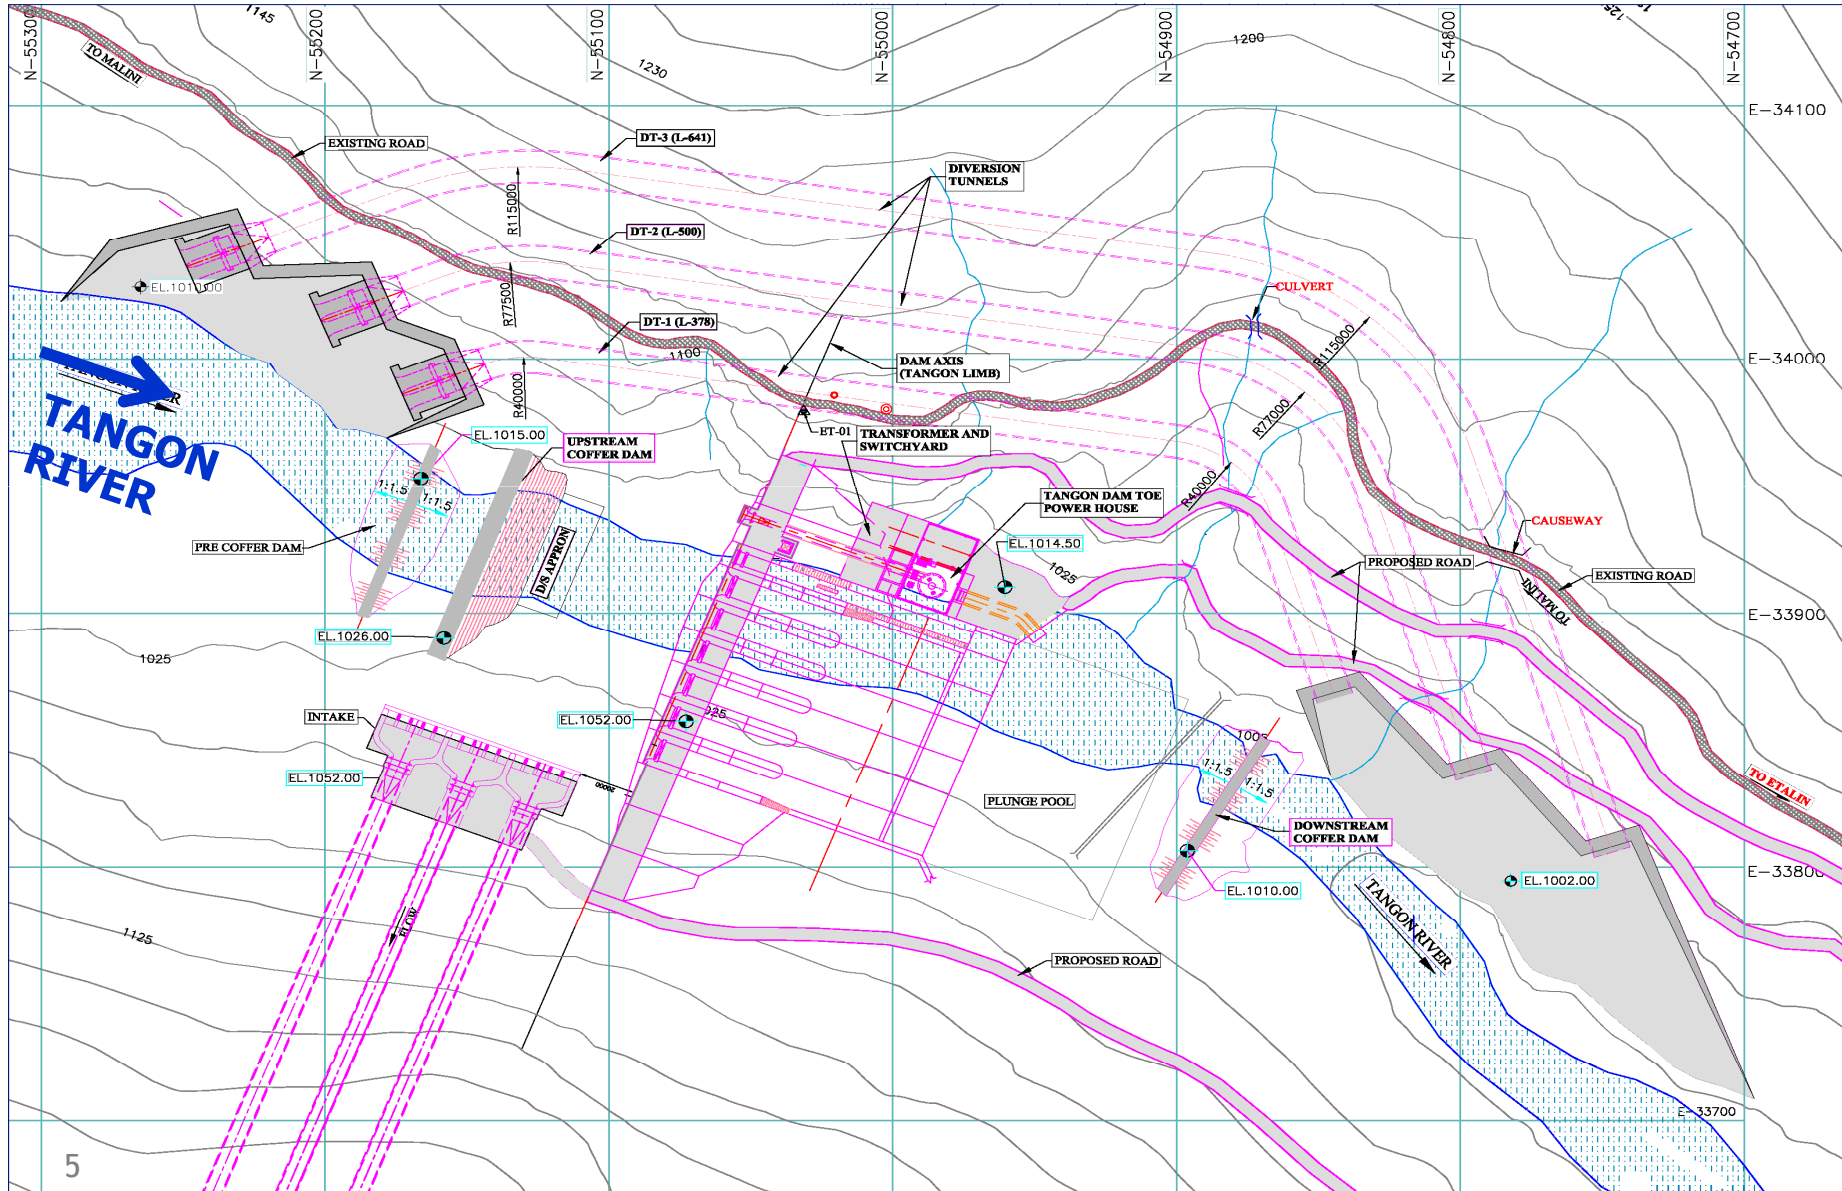 N-55300
N-55200
N-55100
N-55000
N-54900
N-54800
N-54700
1145
1230
1200
TO MALINI
E-34100
EXISTING ROAD
DT-3 (L-641)
DIVERSION
TUNNELS
R115000
DT-2 (L-500)
EL.1010.00
R77500
CULVERT
DT-1 (L-378)
1100
R115000
E-34000
DAM AXIS
(TANGON LIMB)
R40000
TANGON
RIVER
R77000
ET-01
TRANSFORMER AND
SWITCHYARD
EL.1015.00
UPSTREAM
COFFER DAM
1:1.5
1:1.5
R40000
TANGON DAM TOE
POWER HOUSE
CAUSEWAY
PRE COFFER DAM
D/S APPRON
EL.1014.50
1025
PROPOSED ROAD
EXISTING ROAD
TO MALINI
E-33900
EL.1026.00
1025
INTAKE
EL.1052.00
1025
1005
EL.1052.00
20000
1:1.5
1:1.5
TO ETALIN
PLUNGE POOL
DOWNSTREAM
COFFER DAM
E-33800
EL.1010.00
EL.1002.00
TANGON RIVER
FLOW
1125
PROPOSED ROAD
E-33700
5